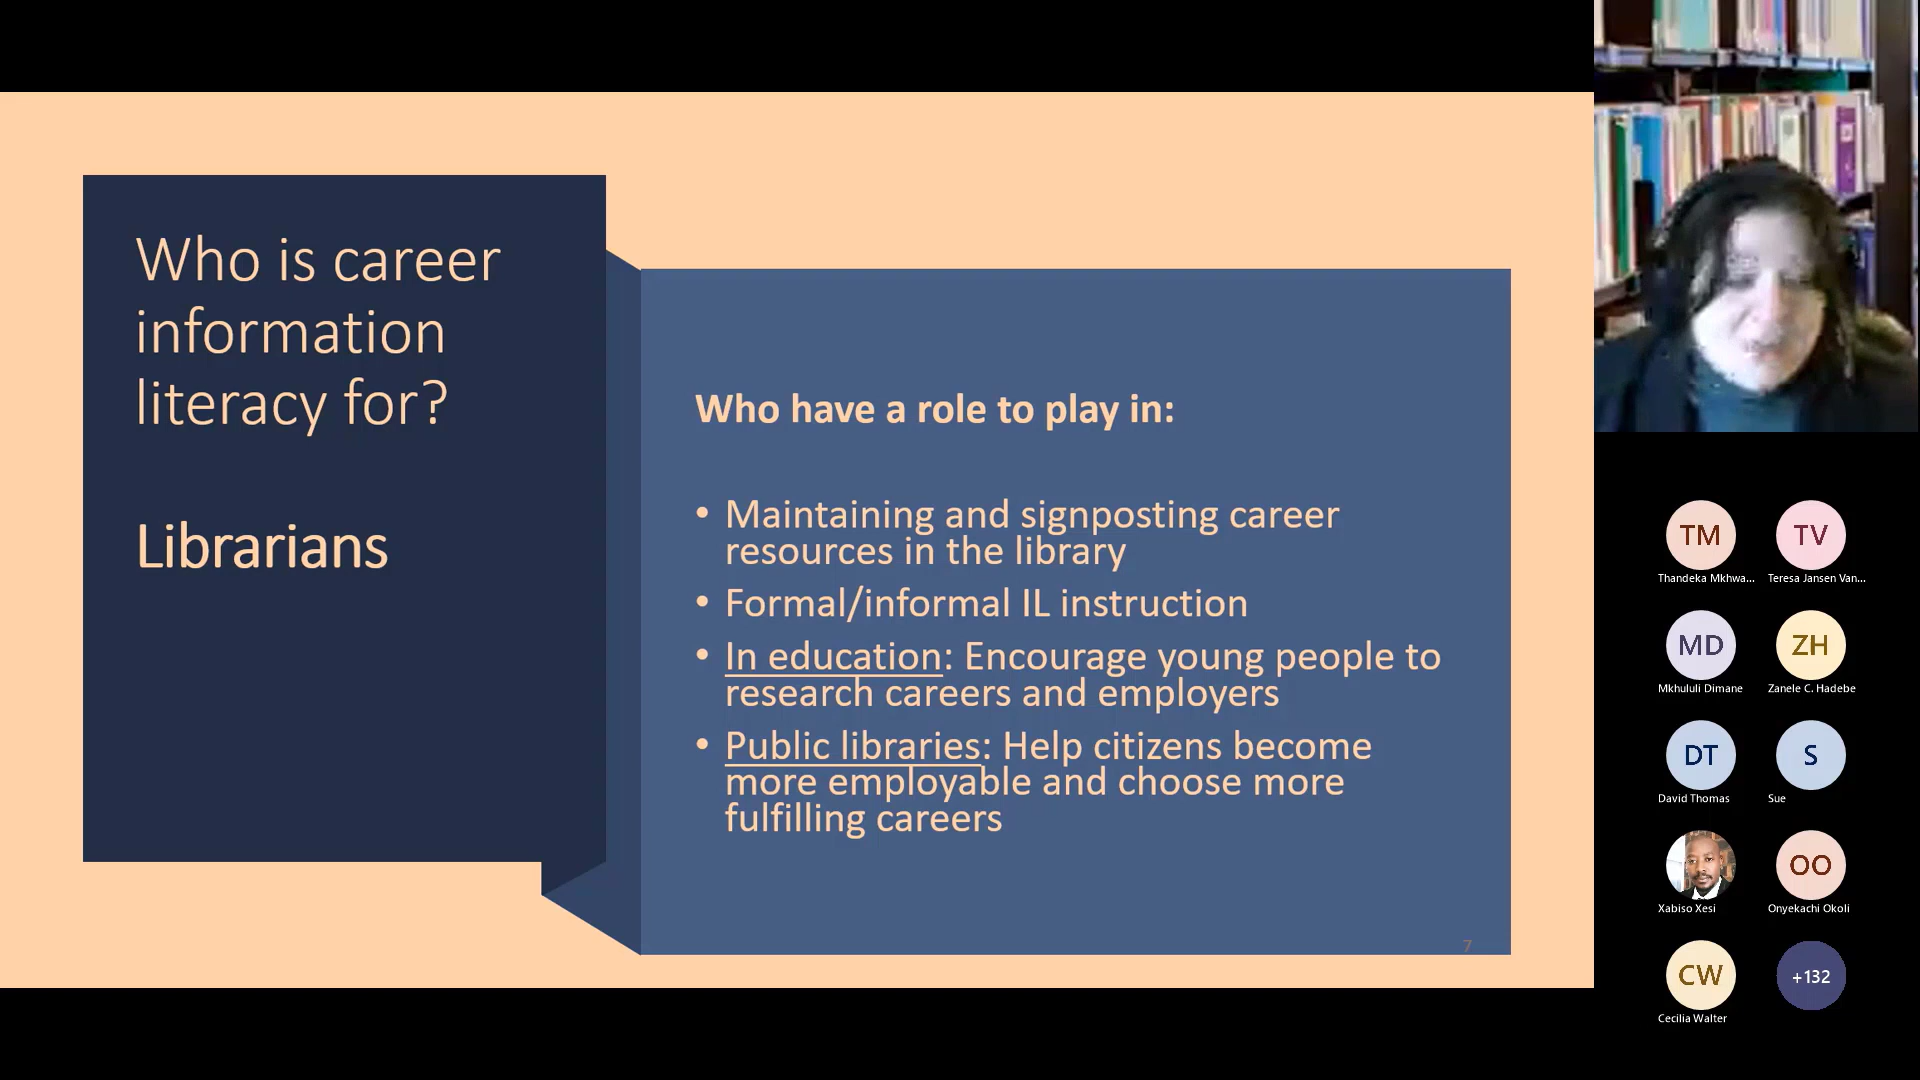 Who is career
information
literacy for?
Librarians
Who have a role to play in:
• Maintaining and signposting career
resources in the library
• Formal/informal IL instruction
• In education: Encourage young people to
research careers and employers
• Public libraries: Help citizens become
more employable and choose more
fulfilling careers
7
TM
Thandeka Mkhwa...
TV
Teresa Jansen Van...
MD
Mkhululi Dimane
ZH
Zanele C. Hadebe
DT
David Thomas
S
Sue
Xabiso Xesi
OO
Onyekachi Okoli
CW
Cecilia Walter
+132